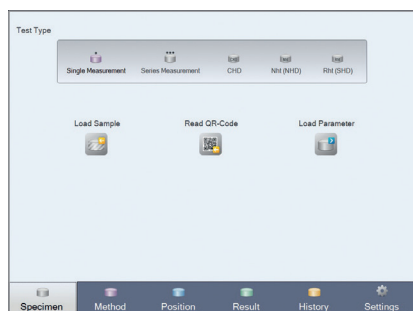 Test Type
Single Measurement Series Measurement CHD Nht (NHD) Rht (SHD)
Load Sample Read QR-Code Load Parameter
Specimen Method Position Result History Settings